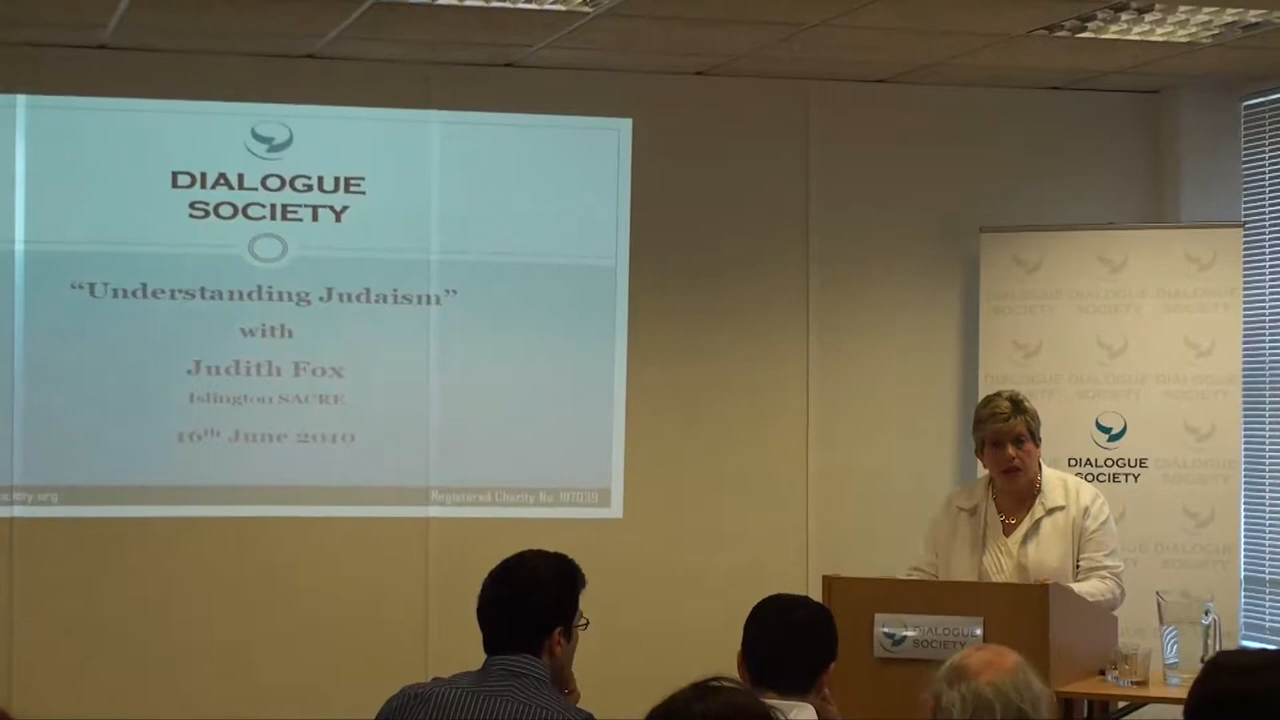 DIALOGUE
SOCIETY
“Understanding Judaism”
with
Judith Fox
Islington SACRE
16th June 2010
Registered Charity No:
DIALOGUE
SOCIETY
DIALOGUE
SOCIETY